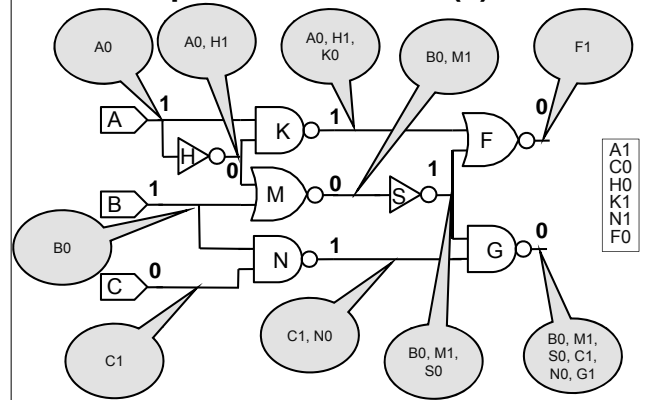 A0
A0, H1
A0, H1,
K0
B0, M1
F1
A
1
H
0
K
1
F
0
B
1
M
0
S
1
C
0
N
1
G
0
A1
C0
H0
K1
N1
F0
B0
C1
C1, N0
B0, M1,
S0
B0, M1,
S0, C1,
N0, G1